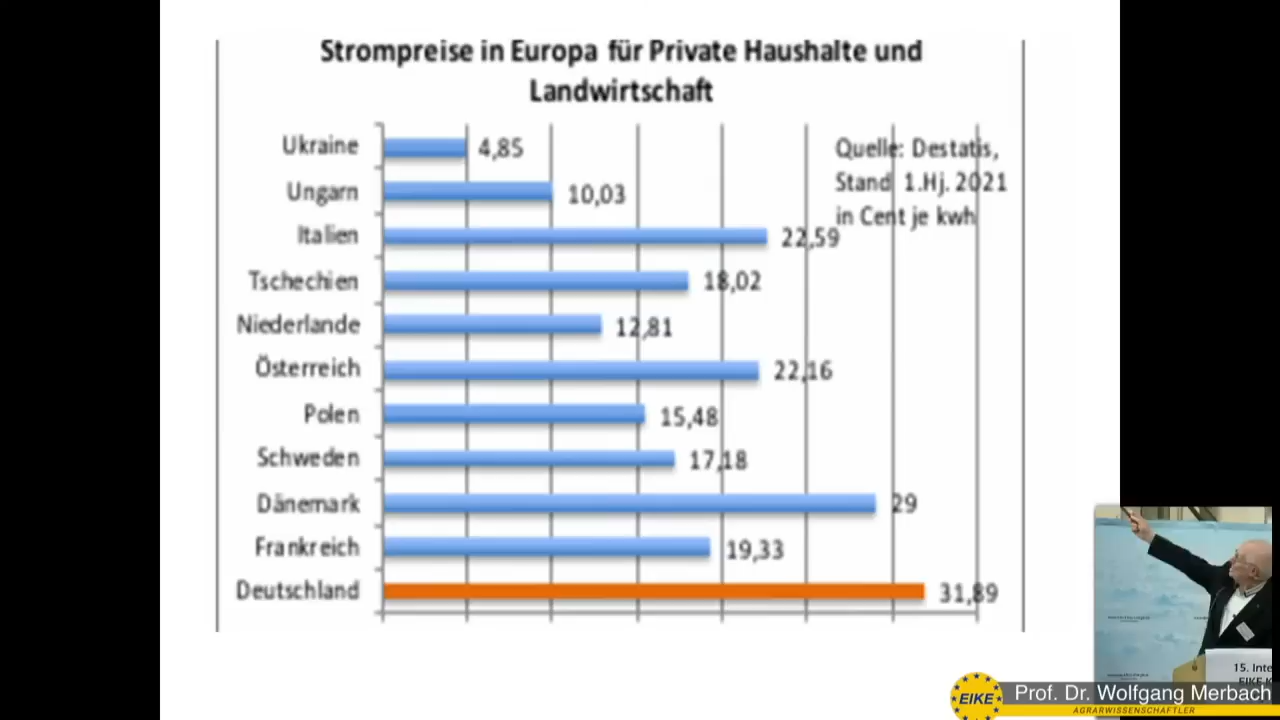 Strompreise in Europa für Private Haushalte und
Landwirtschaft
Quelle: Destatis,
Stand 1.Hj. 2021
in Cent je kwh
Ukraine 4,85
Ungarn 10,03
Italien 22,59
Tschechien 18,02
Niederlande 12,81
Österreich 22,16
Polen 15,48
Schweden 17,18
Dänemark 29
Frankreich 19,33
Deutschland 31,89
15. Inte
EIKE K
EIKE
Prof. Dr. Wolfgang Merbach
AGRARWISSENSCHAFTLER